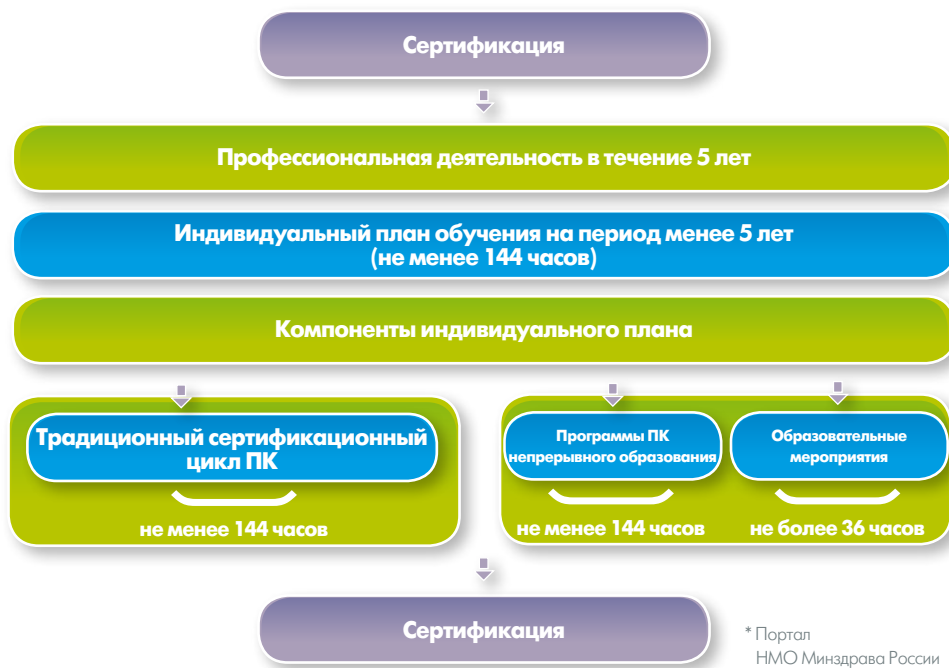 Сертификация
Профессиональная деятельность в течение 5 лет
Индивидуальный план обучения на период менее 5 лет
(не менее 144 часов)
Компоненты индивидуального плана
Традиционный сертификационный
цикл ПК
не менее 144 часов
Программы ПК
непрерывного образования
не менее 144 часов
Образовательные
мероприятия
не более 36 часов
Сертификация
* Портал
НМО Минздрава России